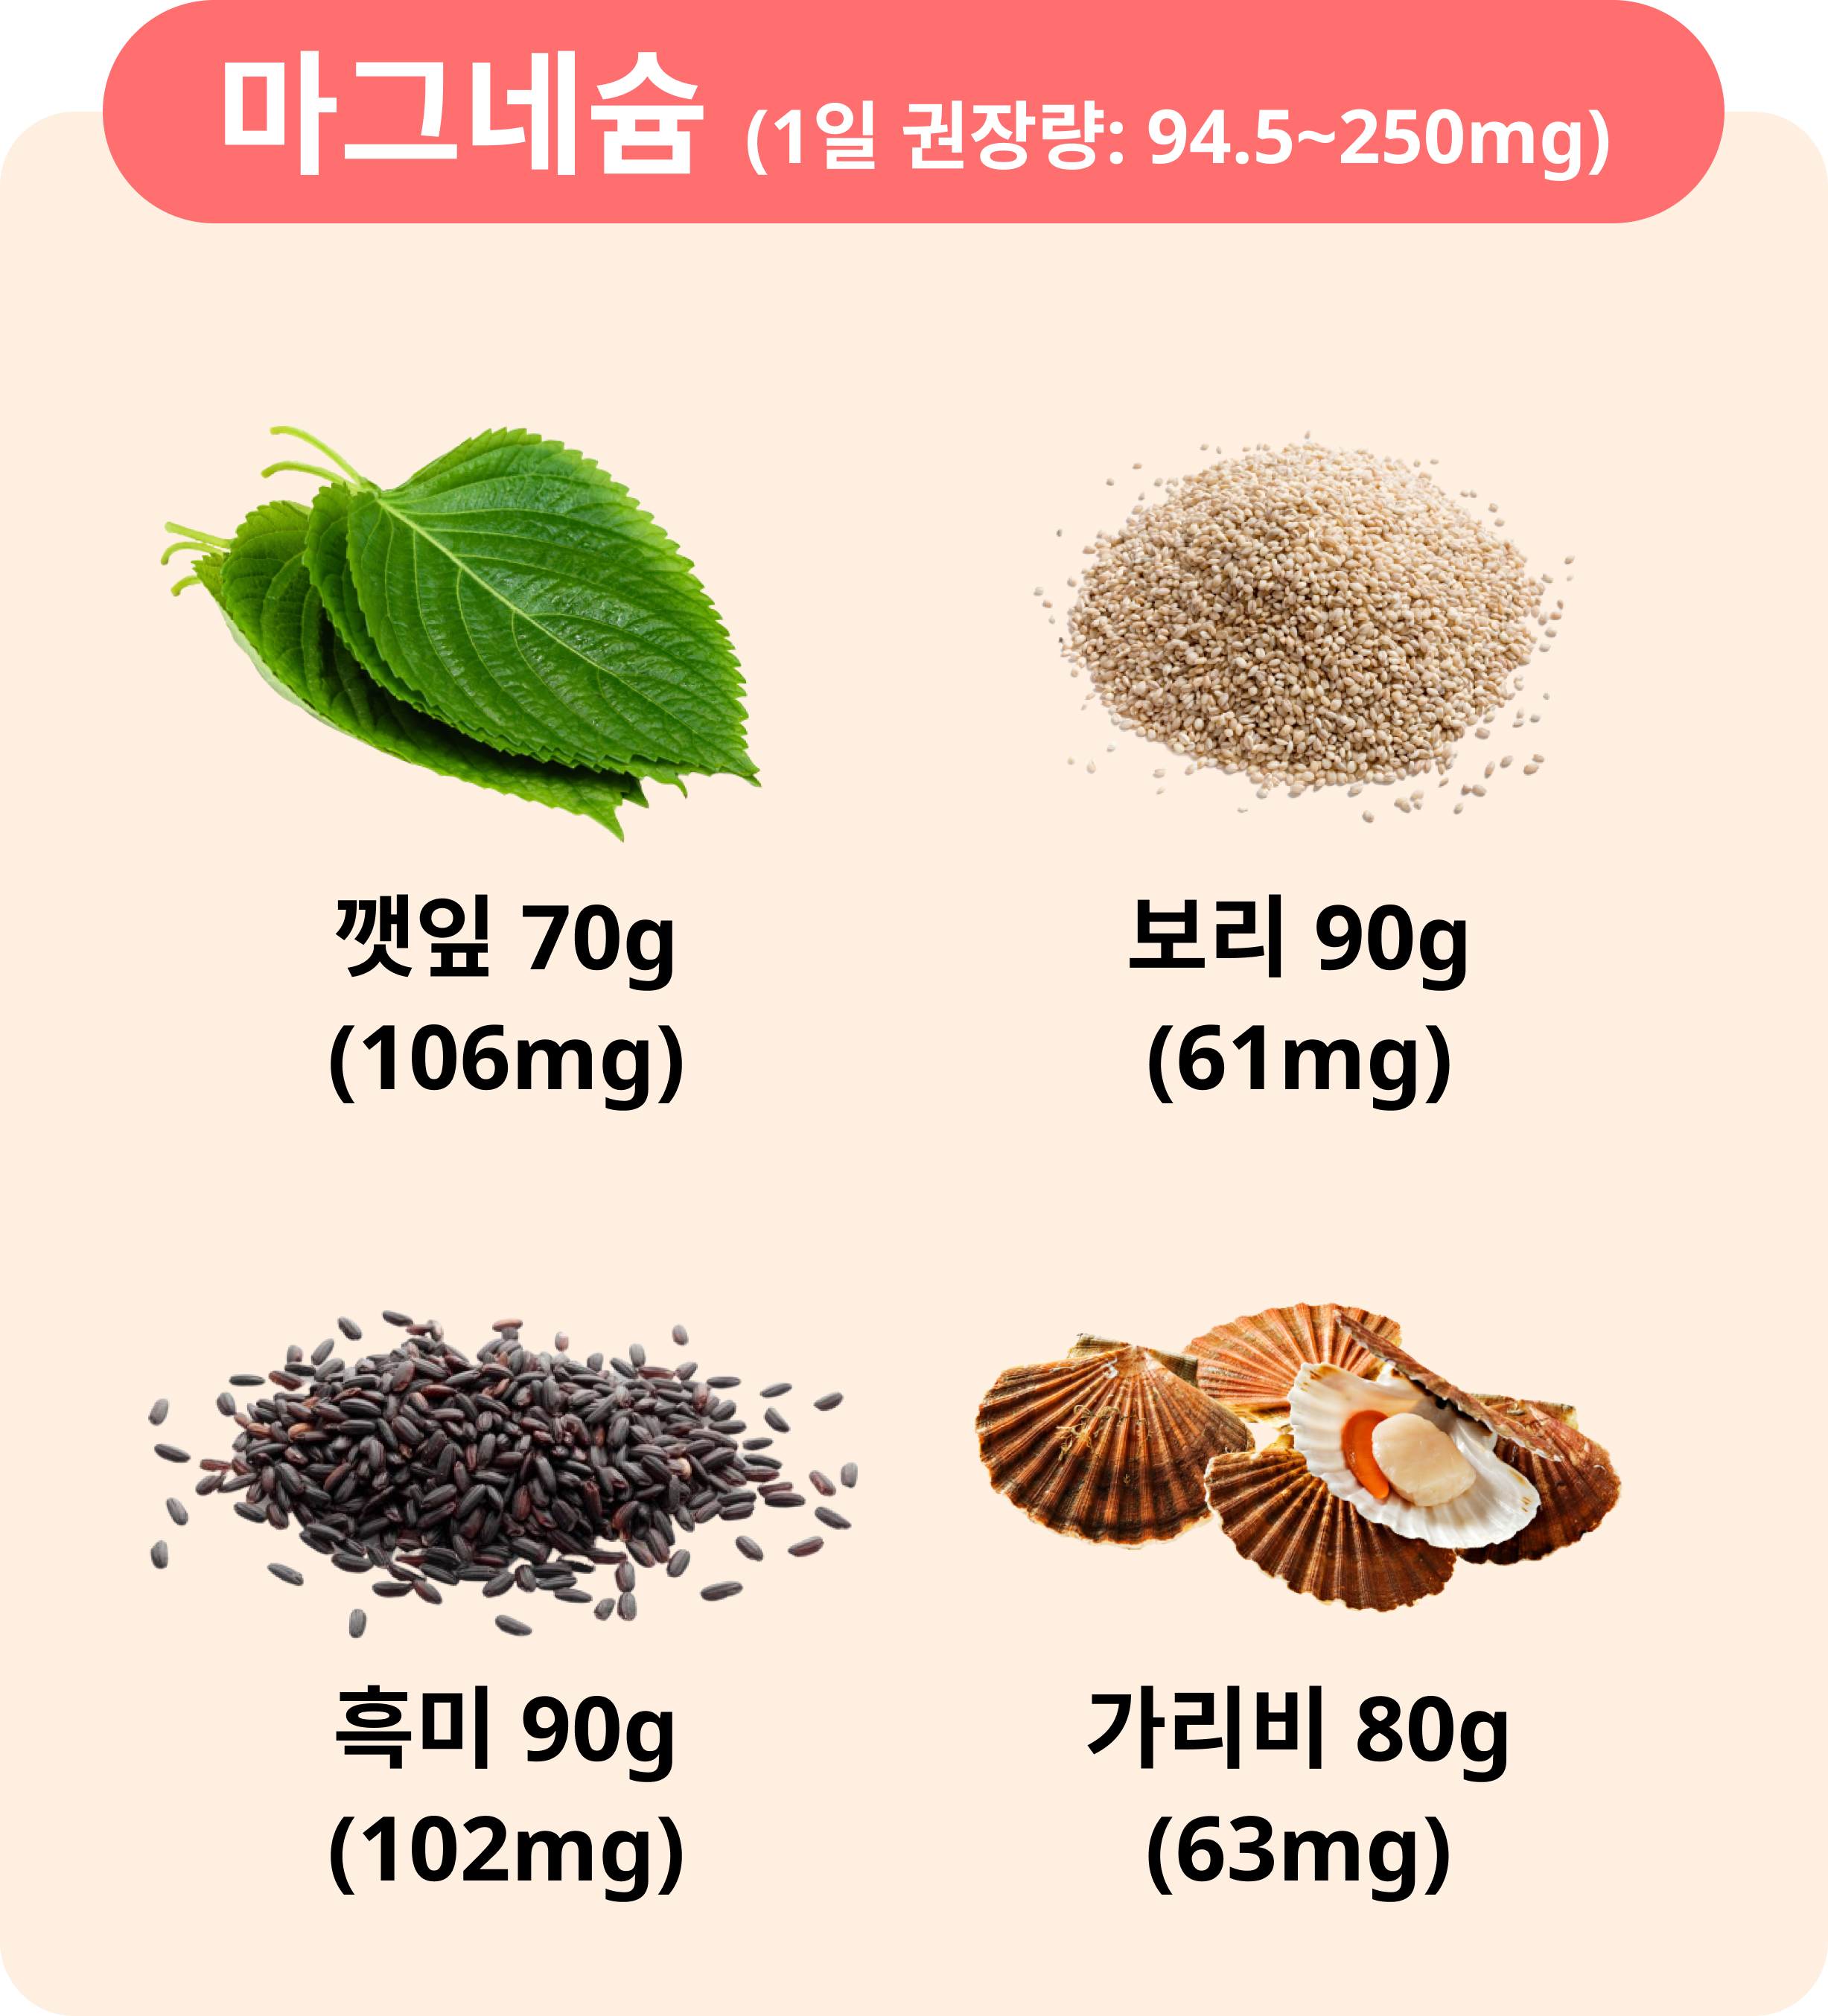 마그네슘 (1일 권장량: 94.5~250mg)
깻잎 70g
(106mg)
보리 90g
(61mg)
흑미 90g
(102mg)
가리비 80g
(63mg)